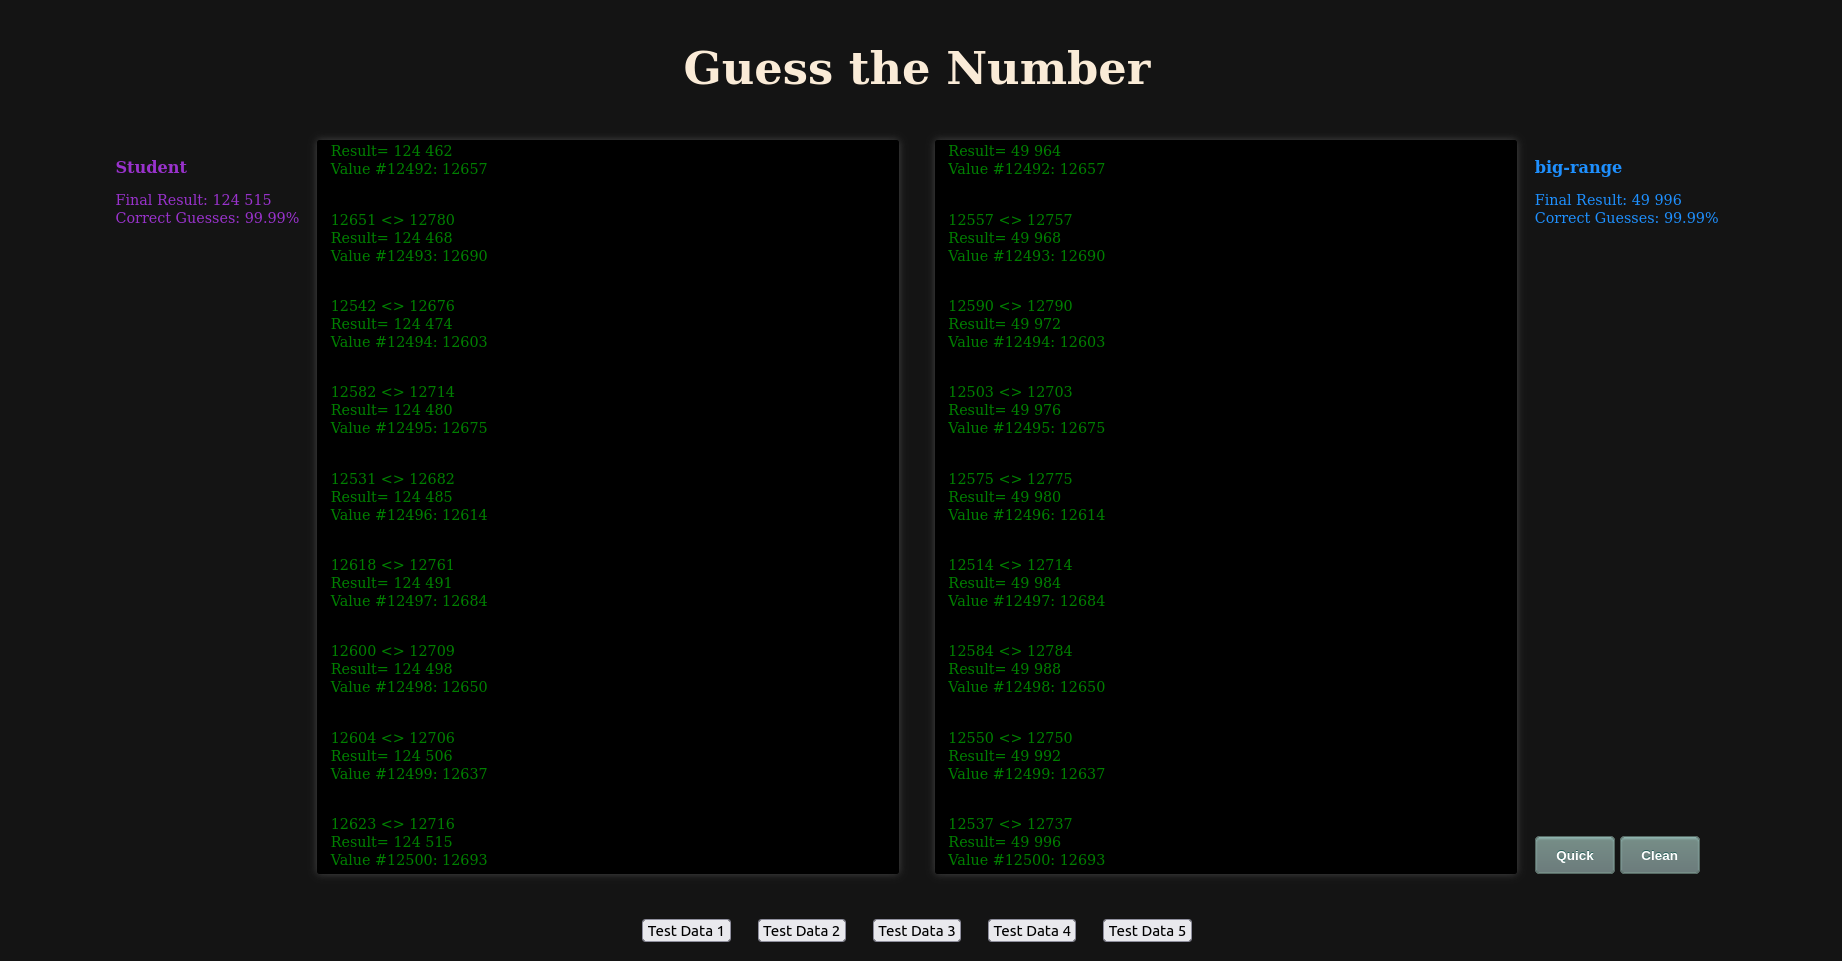 Guess the Number
Student
Final Result: 124 515
Correct Guesses: 99.99%
Result= 124 462
Value #12492: 12657
12651 <> 12780
Result= 124 468
Value #12493: 12690
12542 <> 12676
Result= 124 474
Value #12494: 12603
12582 <> 12714
Result= 124 480
Value #12495: 12675
12531 <> 12682
Result= 124 485
Value #12496: 12614
12618 <> 12761
Result= 124 491
Value #12497: 12684
12600 <> 12709
Result= 124 498
Value #12498: 12650
12604 <> 12706
Result= 124 506
Value #12499: 12637
12623 <> 12716
Result= 124 515
Value #12500: 12693
Result= 49 964
Value #12492: 12657
12557 <> 12757
Result= 49 968
Value #12493: 12690
12590 <> 12790
Result= 49 972
Value #12494: 12603
12503 <> 12703
Result= 49 976
Value #12495: 12675
12575 <> 12775
Result= 49 980
Value #12496: 12614
12514 <> 12714
Result= 49 984
Value #12497: 12684
12584 <> 12784
Result= 49 988
Value #12498: 12650
12550 <> 12750
Result= 49 992
Value #12499: 12637
12537 <> 12737
Result= 49 996
Value #12500: 12693
big-range
Final Result: 49 996
Correct Guesses: 99.99%
Quick
Clean
Test Data 1
Test Data 2
Test Data 3
Test Data 4
Test Data 5